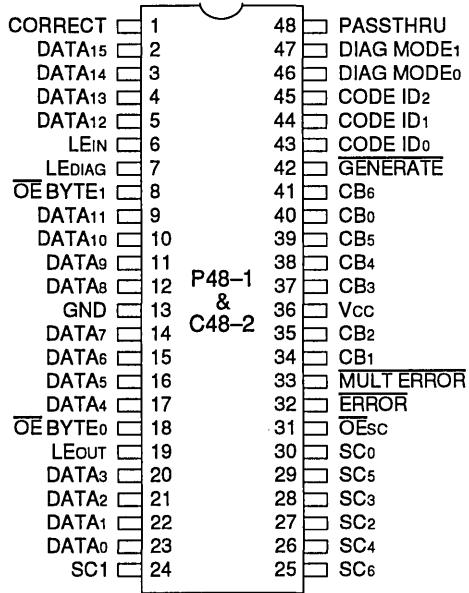 CORRECT 1 48 PASSTHRU
DATA15 2 47 DIAG MODE1
DATA14 3 46 DIAG MODE0
DATA13 4 45 CODE ID2
DATA12 5 44 CODE ID1
LEIN 6 43 CODE ID0
LEDIAG 7 42 GENERATE
OE BYTE1 8 41 CB6
DATA11 9 40 CB0
DATA10 10 39 CB5
DATA9 11 38 CB4
DATA8 12 37 CB3
GND 13 36 VCC
DATA7 14 35 CB2
DATA6 15 34 CB1
DATA5 16 33 MULT ERROR
DATA4 17 32 ERROR
OE BYTE0 18 31 OESC
LEOUT 19 30 SC0
DATA3 20 29 SC5
DATA2 21 28 SC3
DATA1 22 27 SC2
DATA0 23 26 SC4
SC1 24 25 SC6
P48–1
&
C48–2